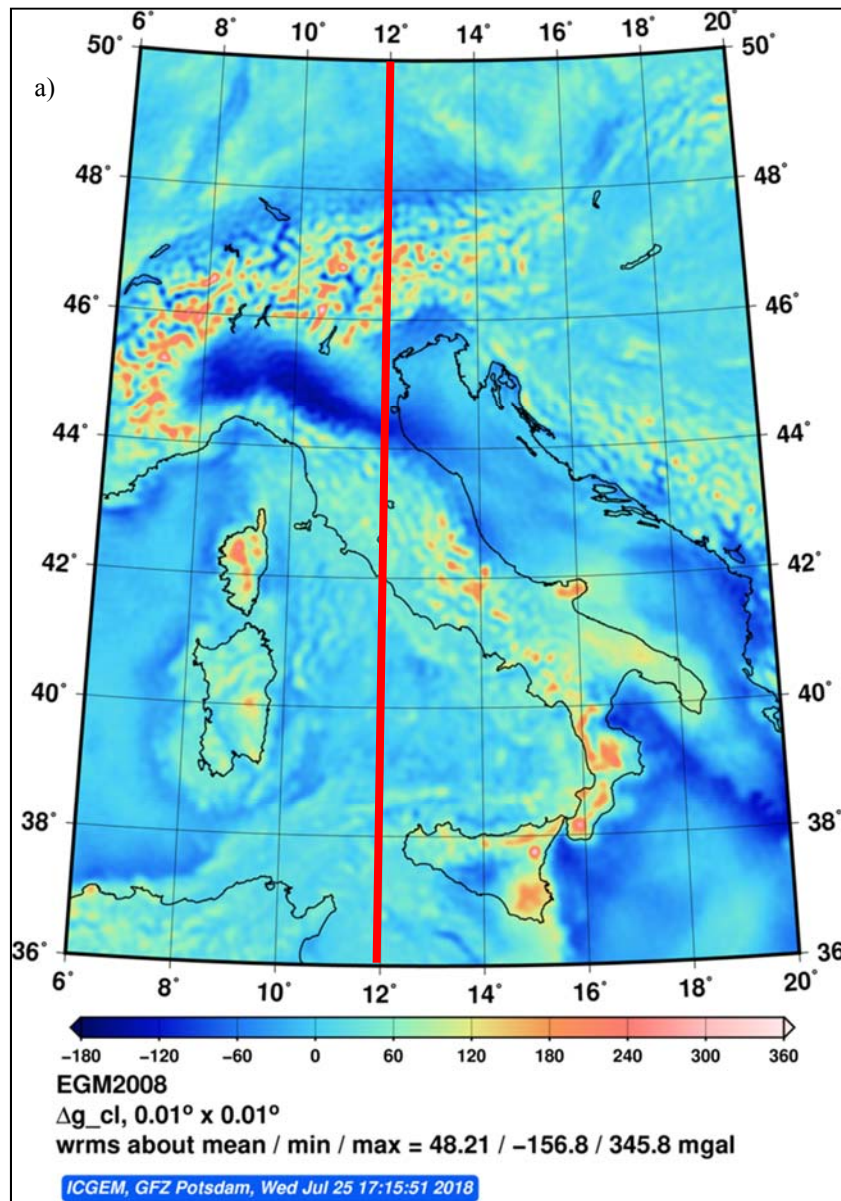 6° 8° 10° 12° 14° 16° 18° 20°
50° 50°
a)
48° 48°
46° 46°
44° 44°
42° 42°
40° 40°
38° 38°
36° 36°
6° 8° 10° 12° 14° 16° 18° 20°
−180 −120 −60 0 60 120 180 240 300 360
EGM2008
Δg_cl, 0.01° x 0.01°
wrms about mean / min / max = 48.21 / −156.8 / 345.8 mgal
ICGEM, GFZ Potsdam, Wed Jul 25 17:15:51 2018